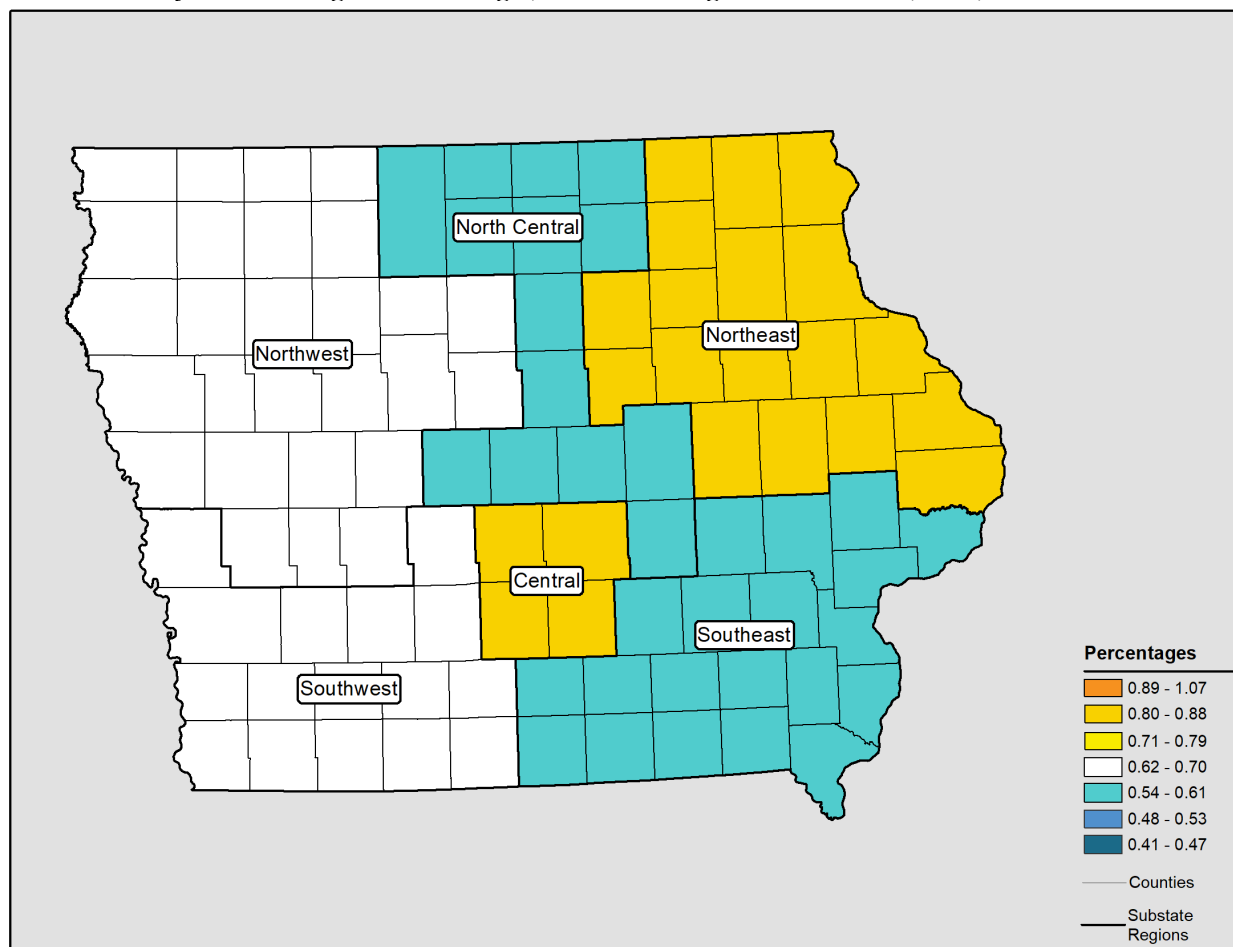 North Central
Northeast
Northwest
Central
Southeast
Southwest
Percentages
0.89 - 1.07
0.80 - 0.88
0.71 - 0.79
0.62 - 0.70
0.54 - 0.61
0.48 - 0.53
0.41 - 0.47
Counties
Substate
Regions